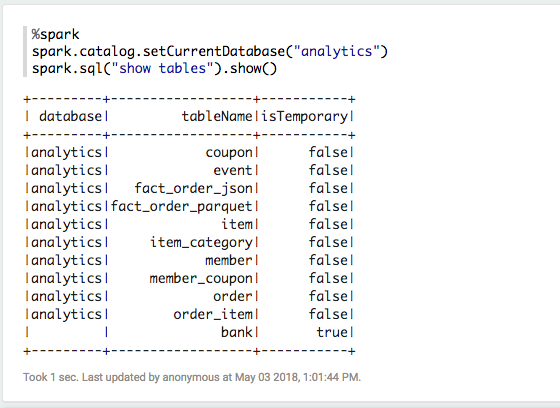 %spark
spark.catalog.setCurrentDatabase("analytics")
spark.sql("show tables").show()
+---------+------------------+-----------+
| database|         tableName|isTemporary|
+---------+------------------+-----------+
|analytics|            coupon|      false|
|analytics|             event|      false|
|analytics|   fact_order_json|      false|
|analytics|fact_order_parquet|      false|
|analytics|              item|      false|
|analytics|     item_category|      false|
|analytics|            member|      false|
|analytics|     member_coupon|      false|
|analytics|             order|      false|
|analytics|        order_item|      false|
|         |              bank|       true|
+---------+------------------+-----------+
Took 1 sec. Last updated by anonymous at May 03 2018, 1:01:44 PM.